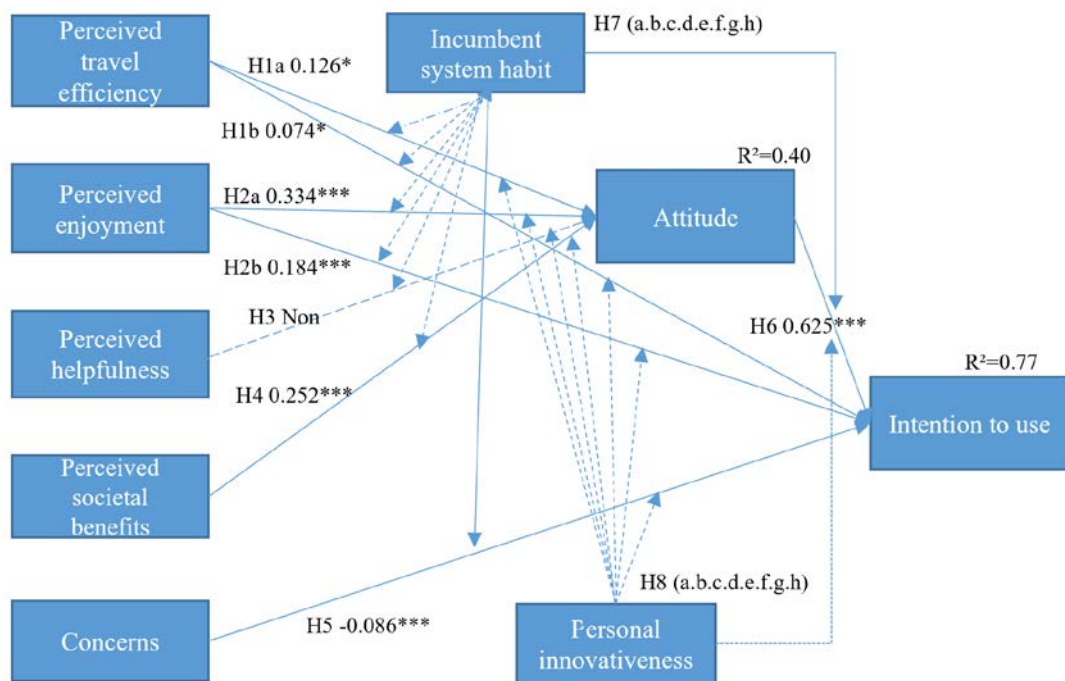 Perceived
travel
efficiency
Incumbent
system habit
H7 (a.b.c.d.e.f.g.h)
H1a 0.126*
H1b 0.074*
R²=0.40
Perceived
enjoyment
H2a 0.334***
Attitude
H2b 0.184***
Perceived
helpfulness
H3 Non
H6 0.625***
R²=0.77
H4 0.252***
Intention to use
Perceived
societal
benefits
H8 (a.b.c.d.e.f.g.h)
Concerns
H5 -0.086***
Personal
innovativeness